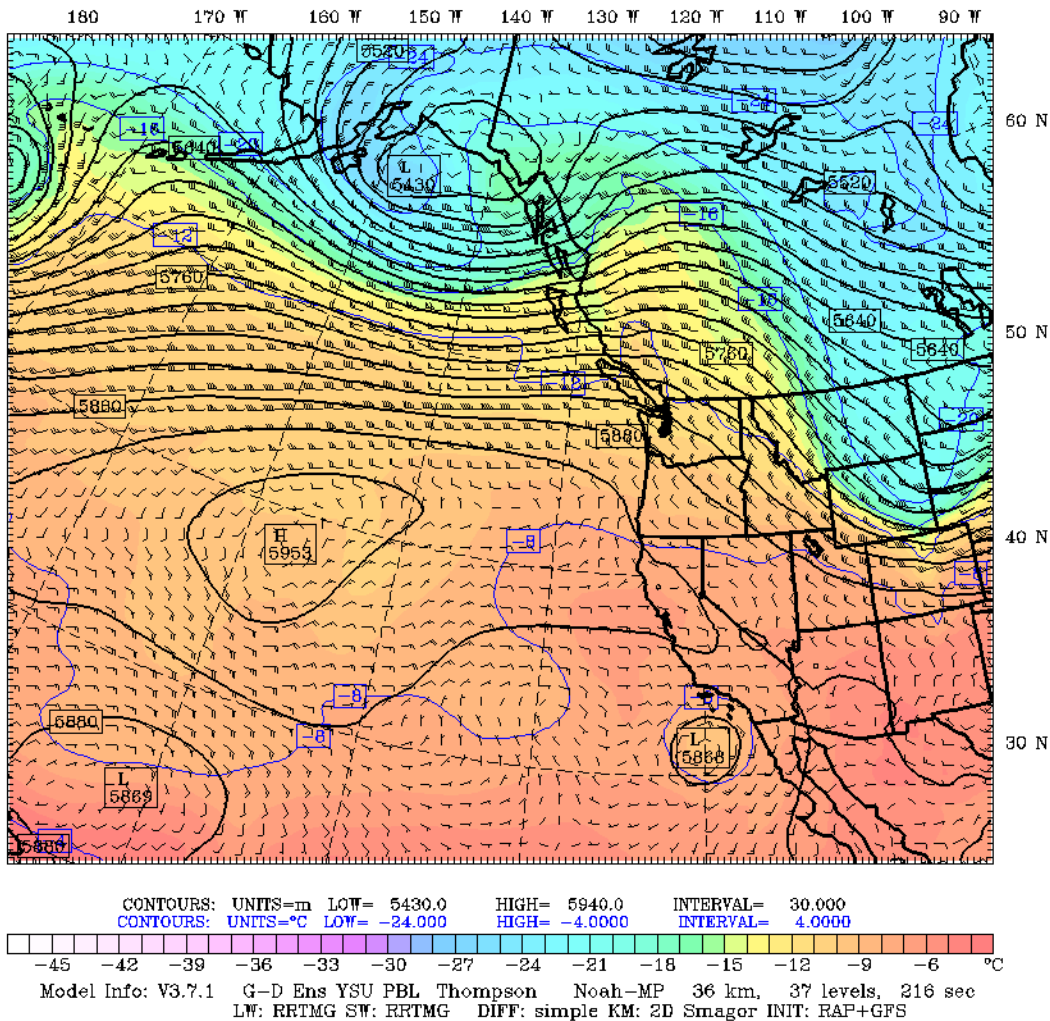 180 170 W 160 W 150 W 140 W 130 W 120 W 110 W 100 W 90 W
5520 -24
-24
-24
60 N
-16
5640 -20
L
5430
5520
-16
-12
5760
-16
5640
50 N
5760
5640
-12
5880
5880
-20
H
5953
-8
40 N
-8
-8
5880
-8
L
5868
30 N
L
5869
5880
CONTOURS: UNITS=m LOW= 5430.0 HIGH= 5940.0 INTERVAL= 30.000
CONTOURS: UNITS=°C LOW= -24.000 HIGH= -4.0000 INTERVAL= 4.0000
-45 -42 -39 -36 -33 -30 -27 -24 -21 -18 -15 -12 -9 -6 °C
Model Info: V3.7.1 G-D Ens YSU PBL Thompson Noah-MP 36 km, 37 levels, 216 sec
LW: RRTMG SW: RRTMG DIFF: simple KM: 2D Smagor INIT: RAP+GFS